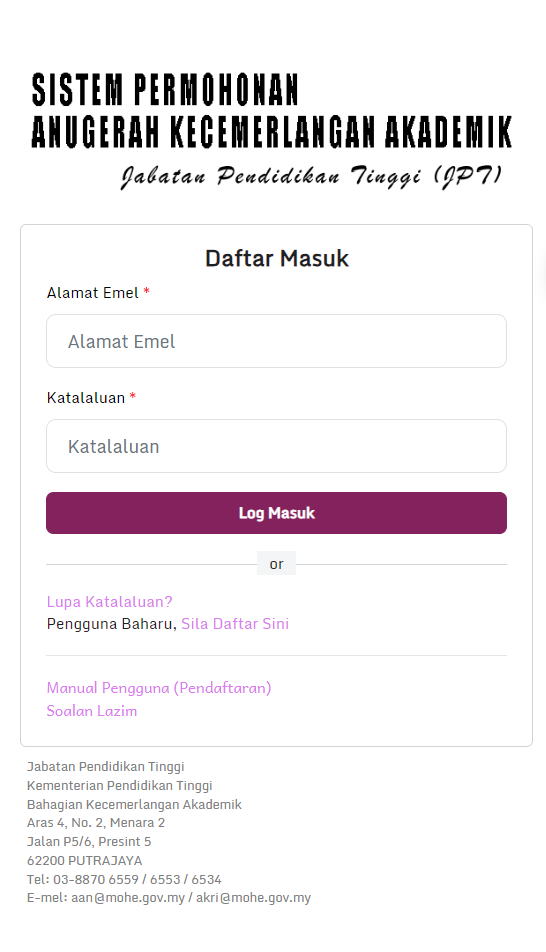 SISTEM PERMOHONAN
ANUGERAH KECEMERLANGAN AKADEMIK
Jabatan Pendidikan Tinggi (JPT)
Daftar Masuk
Alamat Emel *
Alamat Emel
Katalaluan *
Katalaluan
Log Masuk
or
Lupa Katalaluan?
Pengguna Baharu, Sila Daftar Sini
Manual Pengguna (Pendaftaran)
Soalan Lazim
Jabatan Pendidikan Tinggi
Kementerian Pendidikan Tinggi
Bahagian Kecemerlangan Akademik
Aras 4, No. 2, Menara 2
Jalan P5/6, Presint 5
62200 PUTRAJAYA
Tel: 03-8870 6559 / 6553 / 6534
E-mel: aan@mohe.gov.my / akri@mohe.gov.my